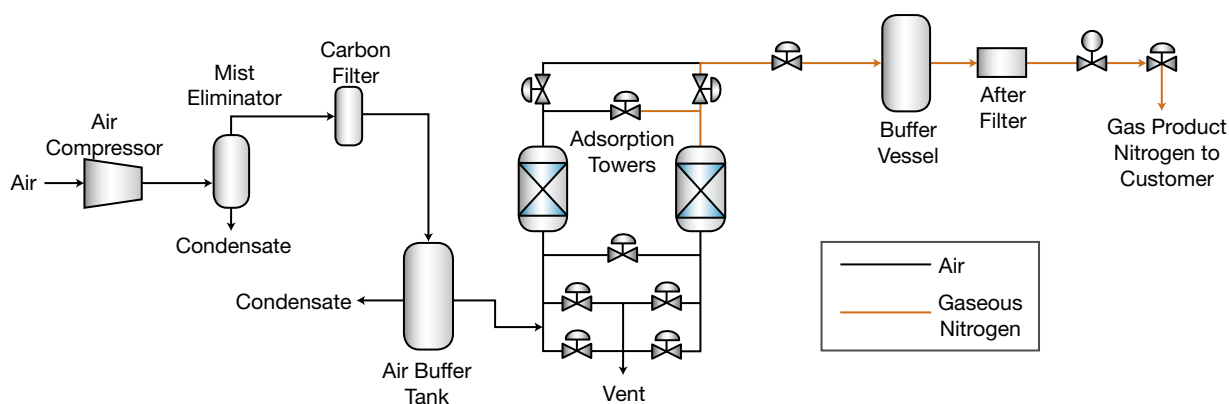 Air
Air
Compressor
Mist
Eliminator
Condensate
Carbon
Filter
Condensate
Air Buffer
Tank
Adsorption
Towers
Vent
Buffer
Vessel
After
Filter
Gas Product
Nitrogen to
Customer
Air
Gaseous
Nitrogen